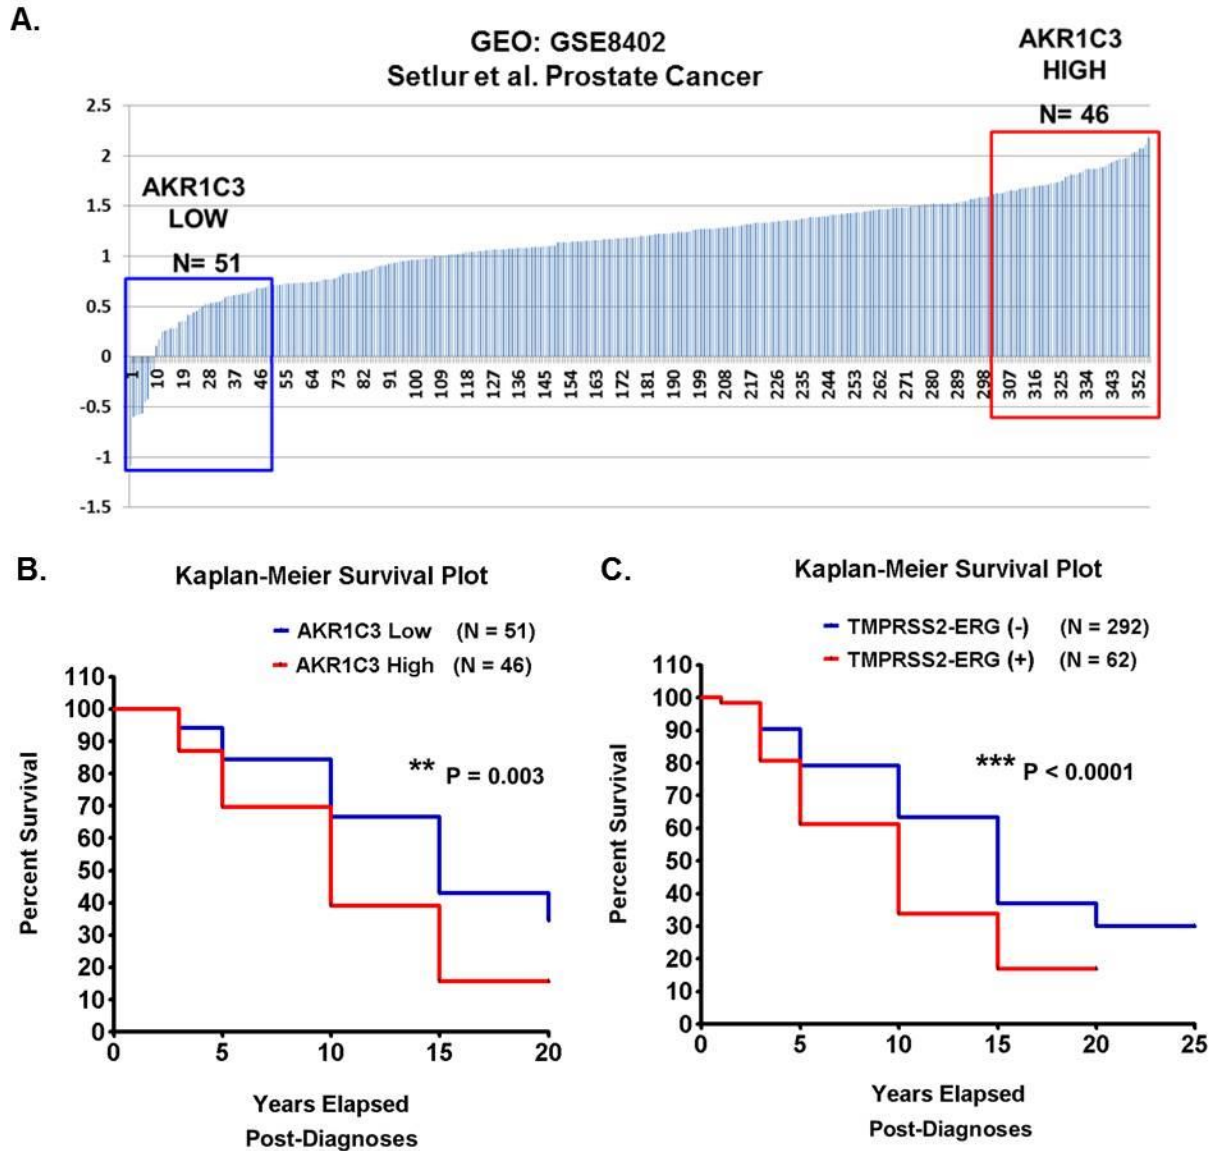 A.
GEO: GSE8402
Setlur et al. Prostate Cancer
AKR1C3
HIGH
N= 46
AKR1C3
LOW
N= 51
2.5
2
1.5
1
0.5
0
-0.5
-1
-1.5
1 10 19 28 37 46 55 64 73 82 91 100 109 118 127 136 145 154 163 172 181 190 199 208 217 226 235 244 253 262 271 280 289 298 307 316 325 334 343 352
B.
Kaplan-Meier Survival Plot
AKR1C3 Low (N = 51)
AKR1C3 High (N = 46)
110
100
90
80
70
60
50
40
30
20
10
0
Percent Survival
** P = 0.003
0 5 10 15 20
Years Elapsed
Post-Diagnoses
C.
Kaplan-Meier Survival Plot
TMPRSS2-ERG (-) (N = 292)
TMPRSS2-ERG (+) (N = 62)
110
100
90
80
70
60
50
40
30
20
10
0
Percent Survival
*** P < 0.0001
0 5 10 15 20 25
Years Elapsed
Post-Diagnoses